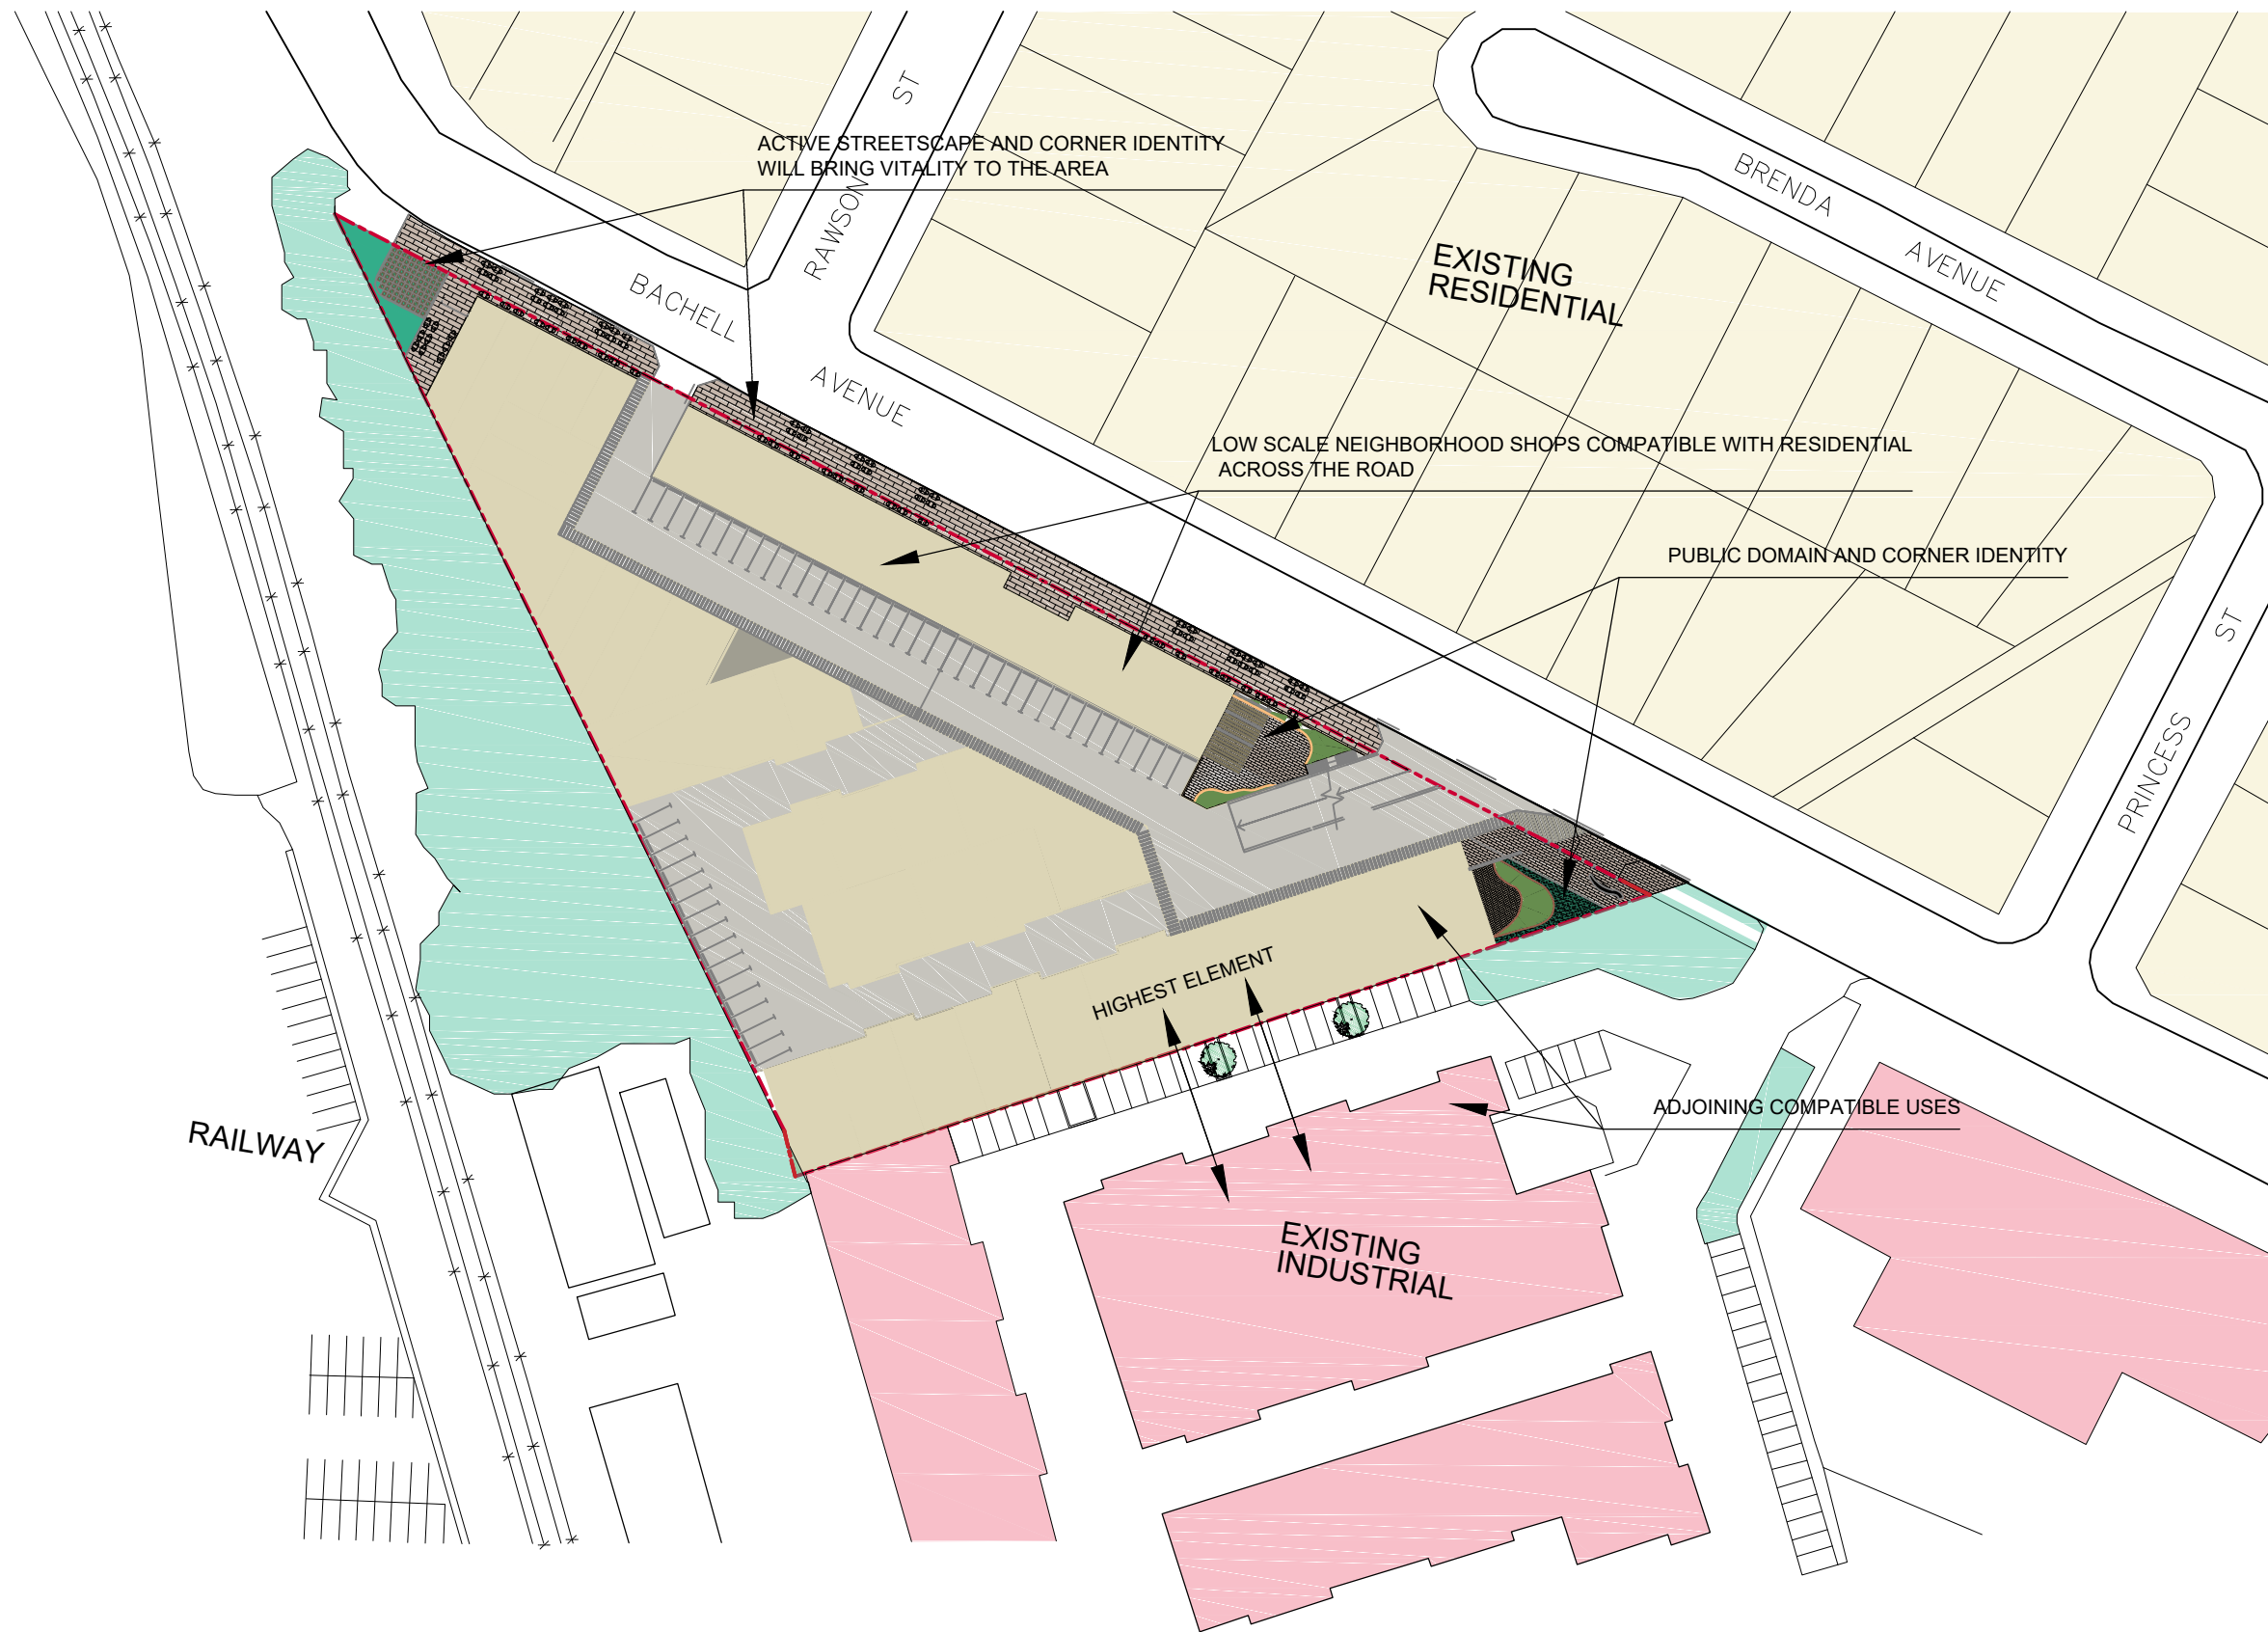 ST
RAWSON
ACTIVE STREETSCAPE AND CORNER IDENTITY
WILL BRING VITALITY TO THE AREA
BRENDA
AVENUE
EXISTING
RESIDENTIAL
BACHELL
AVENUE
LOW SCALE NEIGHBORHOOD SHOPS COMPATIBLE WITH RESIDENTIAL
ACROSS THE ROAD
PUBLIC DOMAIN AND CORNER IDENTITY
ST
PRINCESS
HIGHEST ELEMENT
ADJOINING COMPATIBLE USES
RAILWAY
EXISTING
INDUSTRIAL